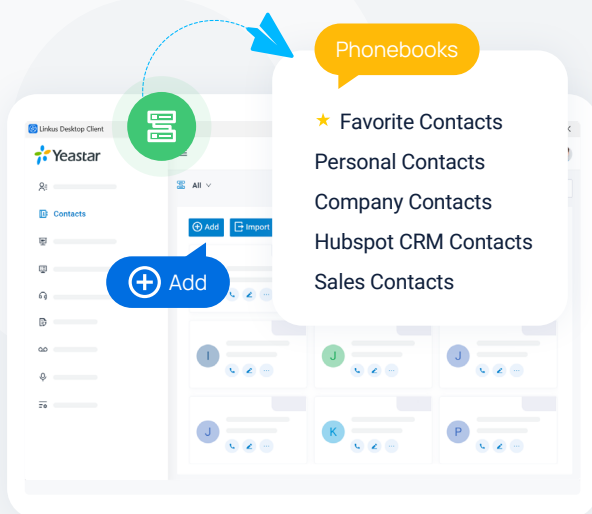 Phonebooks
★ Favorite Contacts
Personal Contacts
Company Contacts
Hubspot CRM Contacts
Sales Contacts
Linkus Desktop Client
Yeastar
All
Contacts
Add
Import
Add
I
J
J
J
K
P